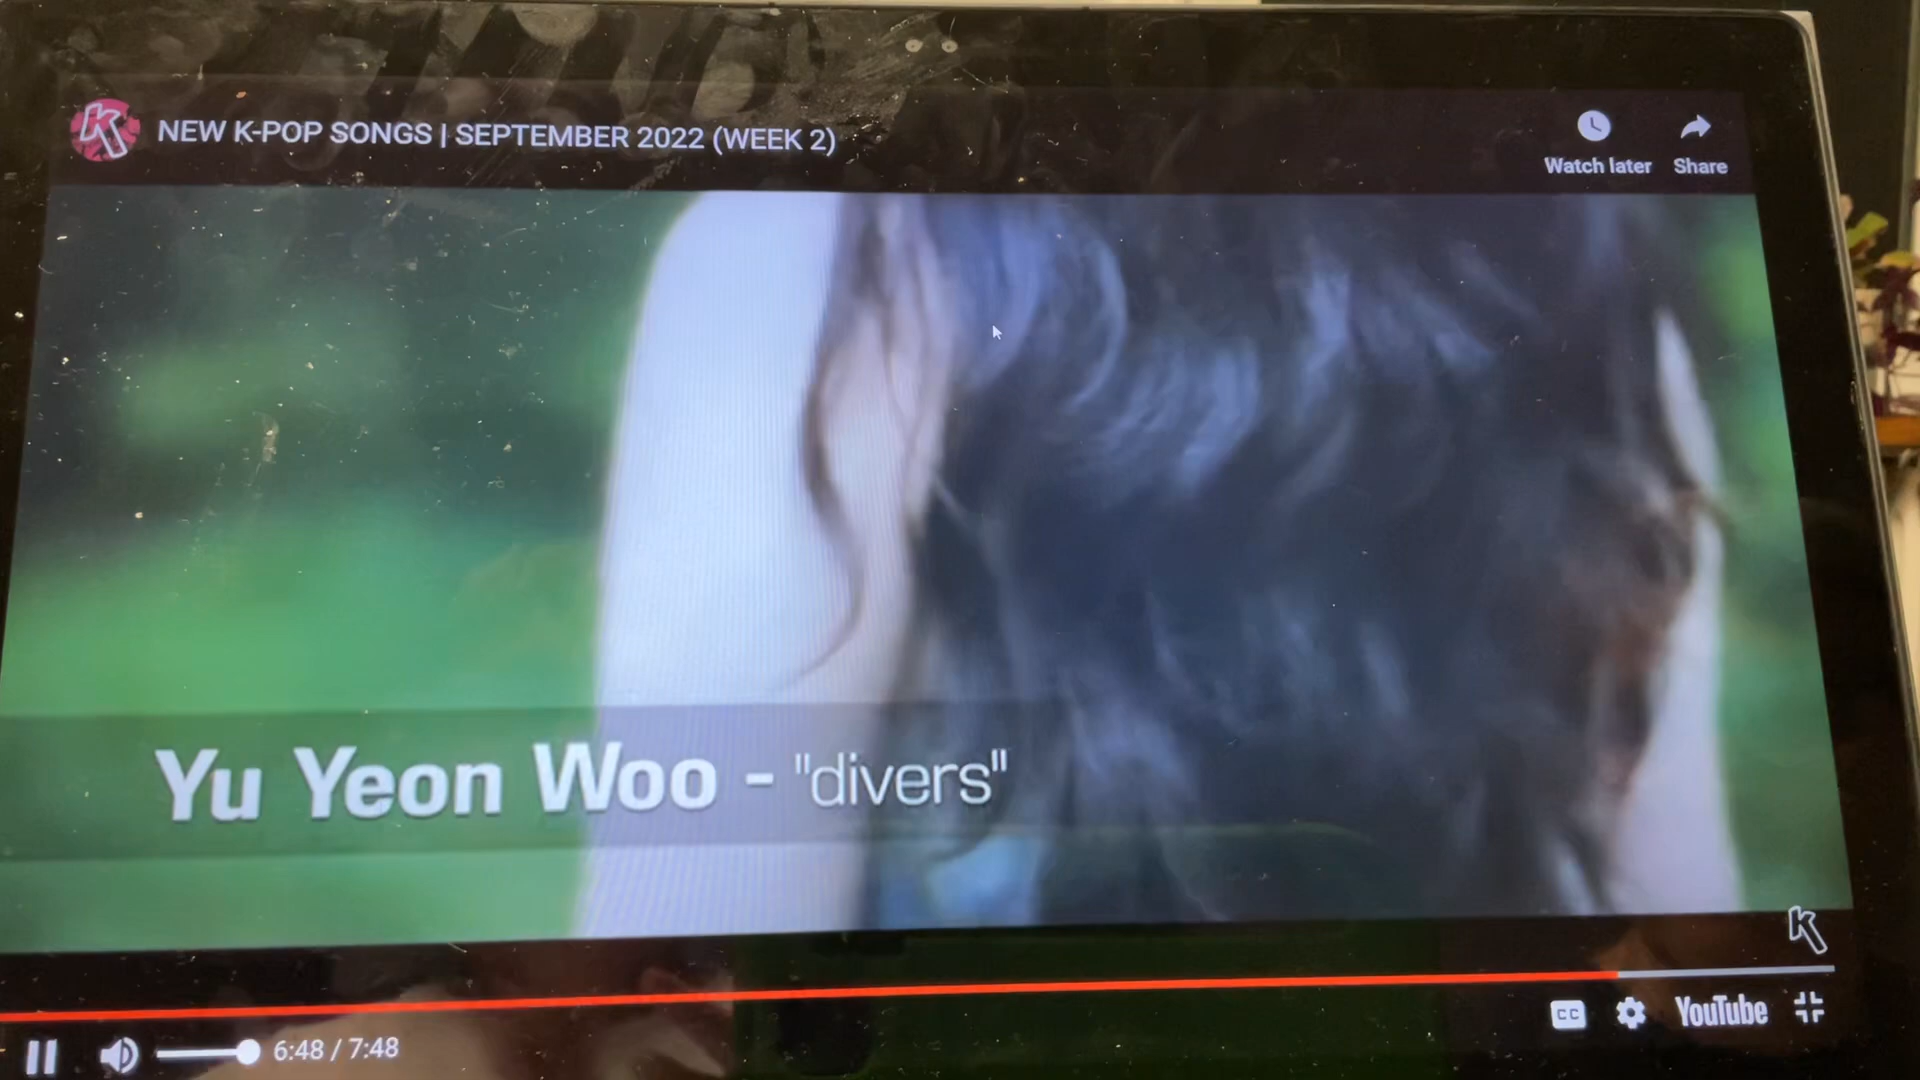 NEW K-POP SONGS | SEPTEMBER 2022 (WEEK 2)
Watch later
Share
Yu Yeon Woo - "divers"
K
CC
YouTube
6:48 / 7:48